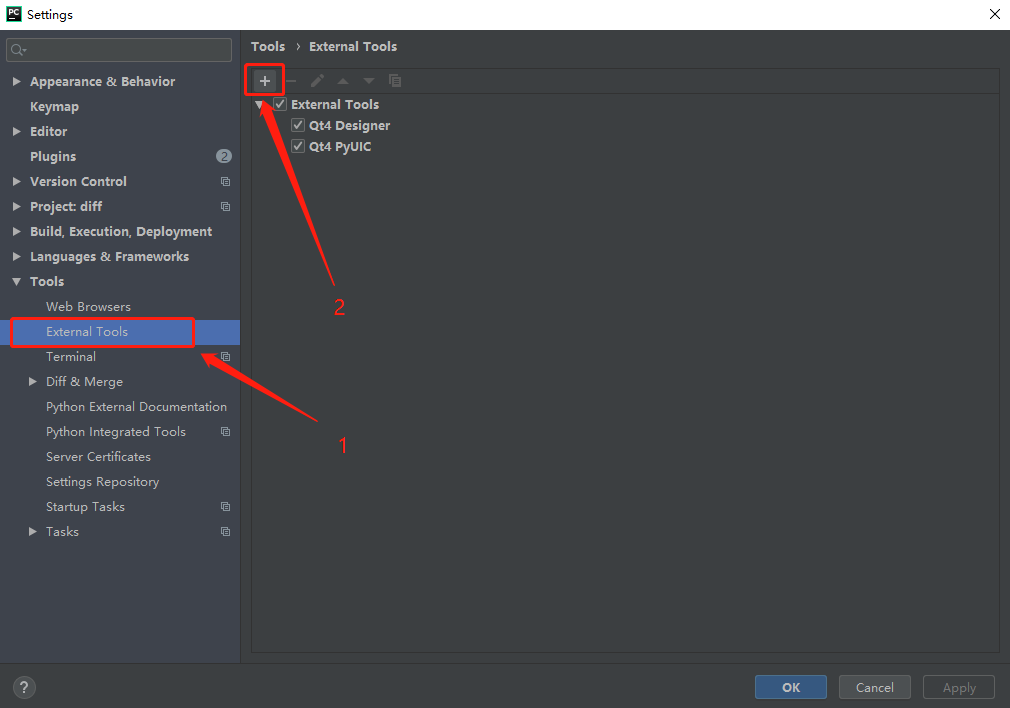 PC Settings
Tools › External Tools
Appearance & Behavior
Keymap
Editor
Plugins 2
Version Control
Project: diff
Build, Execution, Deployment
Languages & Frameworks
Tools
Web Browsers
External Tools
Terminal
Diff & Merge
Python External Documentation
Python Integrated Tools
Server Certificates
Settings Repository
Startup Tasks
Tasks
External Tools
Qt4 Designer
Qt4 PyUIC
2
1
?
OK
Cancel
Apply